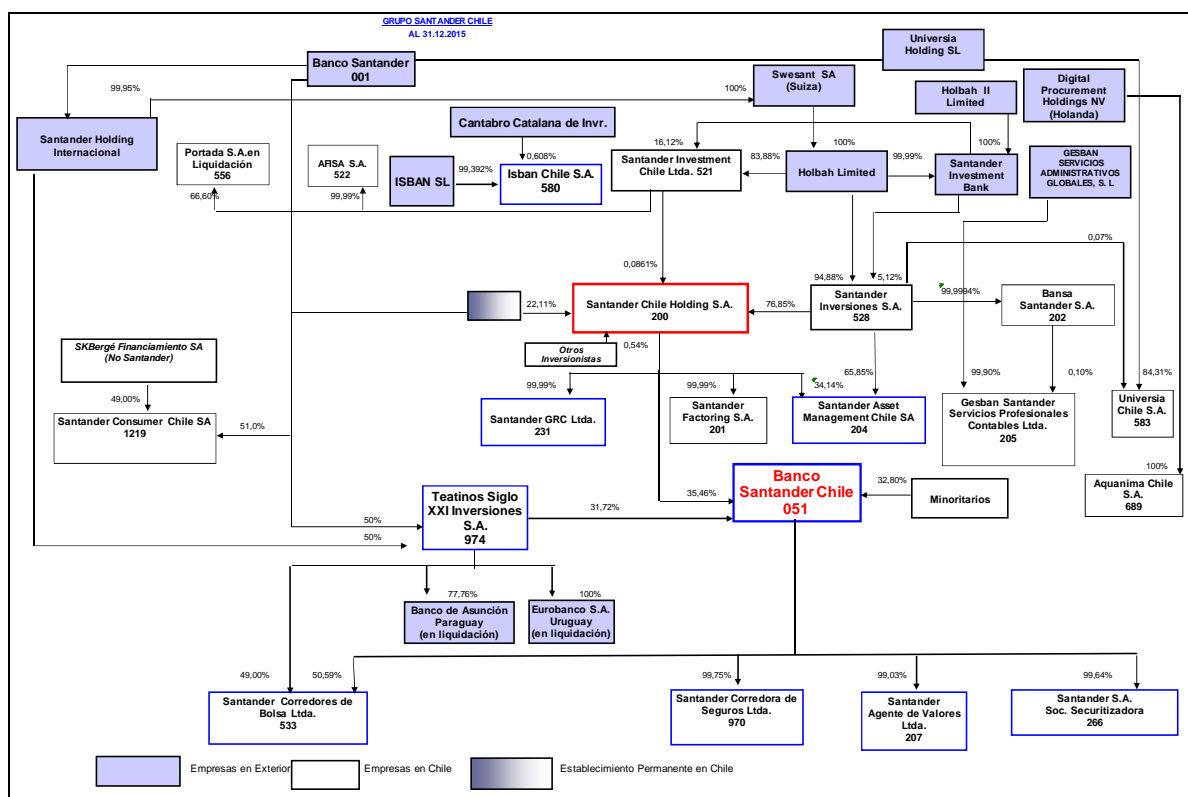 GRUPO SANTANDER CHILE
AL 31.12.2015
Universia
Holding SL
Banco Santander
001
Swesant SA
(Suiza)
Digital
Procurement
Holdings NV
(Holanda)
Holbah II
Limited
99,95%
100%
Santander Holding
Internacional
Cantabro Catalana de Invr.
Portada S.A.en
Liquidación
556
AFISA S.A.
522
ISBAN SL
99,392%
0,608%
Isban Chile S.A.
580
16,12%
Santander Investment
Chile Ltda. 521
83,88%
100%
Holbah Limited
99,99%
100%
Santander
Investment
Bank
GESBAN
SERVICIOS
ADMINISTRATIVOS
GLOBALES, S. L
66,60%
99,99%
0,07%
0,0861%
94,88%
5,12%
22,11%
Santander Chile Holding S.A.
200
76,85%
Santander
Inversiones S.A.
528
99,9994%
Bansa
Santander S.A.
202
Otros
Inversionistas
0,54%
SKBergé Financiamiento SA
(No Santander)
49,00%
99,99%
99,99%
34,14%
65,85%
99,90%
0,10%
84,31%
Santander Consumer Chile SA
1219
51,0%
Santander GRC Ltda.
231
Santander
Factoring S.A.
201
Santander Asset
Management Chile SA
204
Gesban Santander
Servicios Profesionales
Contables Ltda.
205
Universia
Chile S.A.
583
Banco
Santander Chile
051
35,46%
32,80%
Minoritarios
100%
Aquanima Chile
S.A.
689
Teatinos Siglo
XXI Inversiones
S.A.
974
31,72%
50%
50%
77,76%
100%
Banco de Asunción
Paraguay
(en liquidación)
Eurobanco S.A.
Uruguay
(en liquidación)
49,00%
50,59%
99,75%
99,03%
99,64%
Santander Corredores de
Bolsa Ltda.
533
Santander Corredora de
Seguros Ltda.
970
Santander
Agente de Valores
Ltda.
207
Santander S.A.
Soc. Securitizadora
266
Empresas en Exterior
Empresas en Chile
Establecimiento Permanente en Chile